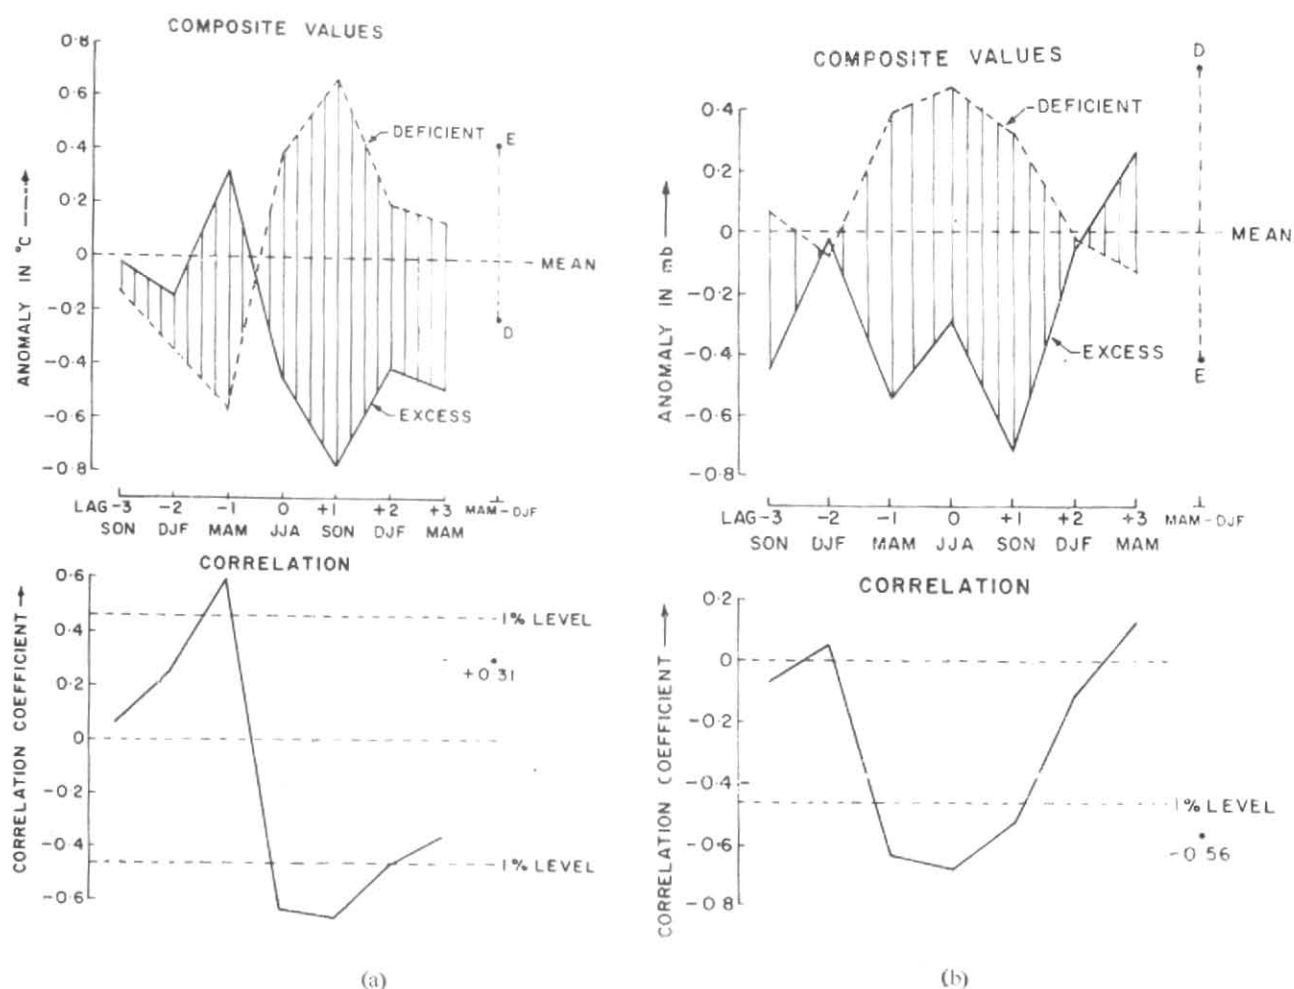 COMPOSITE VALUES
0·8
0·6
0·4
0·2
0
-0·2
-0·4
-0·6
-0·8
ANOMALY IN °C
DEFICIENT
E
MEAN
D
EXCESS
LAG-3 -2 -1 0 +1 +2 +3 MAM-DJF
SON DJF MAM JJA SON DJF MAM
CORRELATION
0·6
0·4
0·2
0
-0·2
-0·4
-0·6
CORRELATION COEFFICIENT
1% LEVEL
+0·31
1% LEVEL
(a)
COMPOSITE VALUES
0·4
0·2
0
-0·2
-0·4
-0·6
-0·8
ANOMALY IN mb
D
DEFICIENT
MEAN
EXCESS
E
LAG-3 -2 -1 0 +1 +2 +3 MAM-DJF
SON DJF MAM JJA SON DJF MAM
CORRELATION
0·2
0
-0·2
-0·4
-0·6
-0·8
CORRELATION COEFFICIENT
1% LEVEL
-0·56
(b)